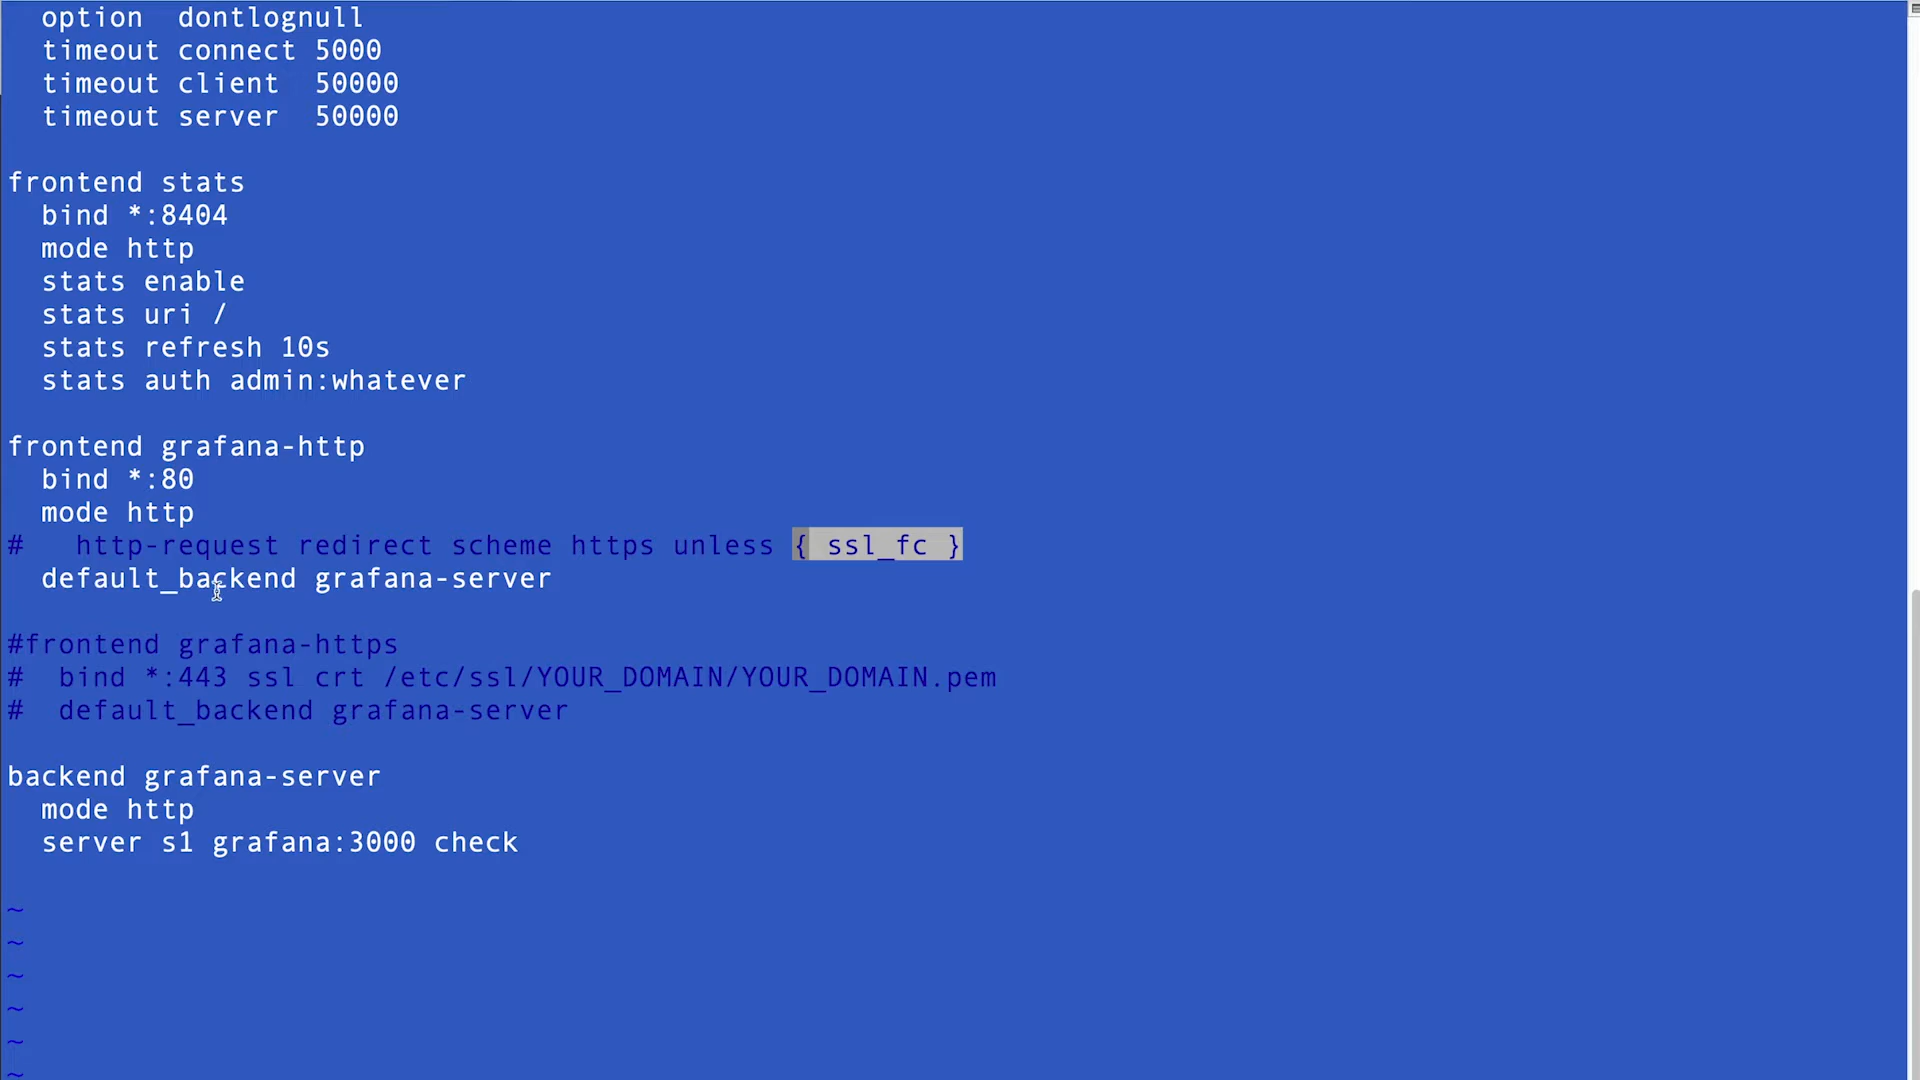 option  dontlognull
timeout connect 5000
timeout client  50000
timeout server  50000
frontend stats
bind *:8404
mode http
stats enable
stats uri /
stats refresh 10s
stats auth admin:whatever
frontend grafana-http
bind *:80
mode http
#   http-request redirect scheme https unless { ssl_fc }
default_backend grafana-server
#frontend grafana-https
#  bind *:443 ssl crt /etc/ssl/YOUR_DOMAIN/YOUR_DOMAIN.pem
#  default_backend grafana-server
backend grafana-server
mode http
server s1 grafana:3000 check
~
~
~
~
~
~